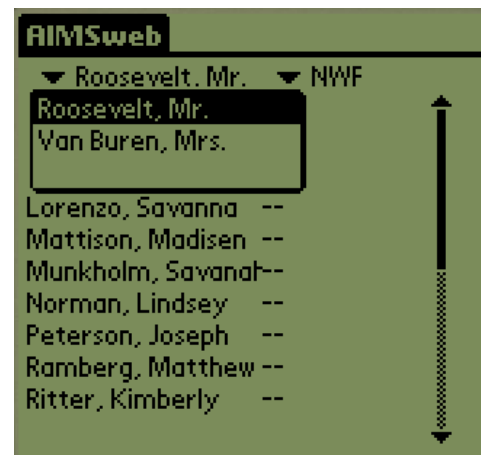 AIMSweb
Roosevelt. Mr. NWF
Roosevelt, Mr.
Van Buren, Mrs.
Lorenzo, Savanna --
Mattison, Madisen --
Munkholm, Savanah--
Norman, Lindsey --
Peterson, Joseph --
Ramberg, Matthew --
Ritter, Kimberly --